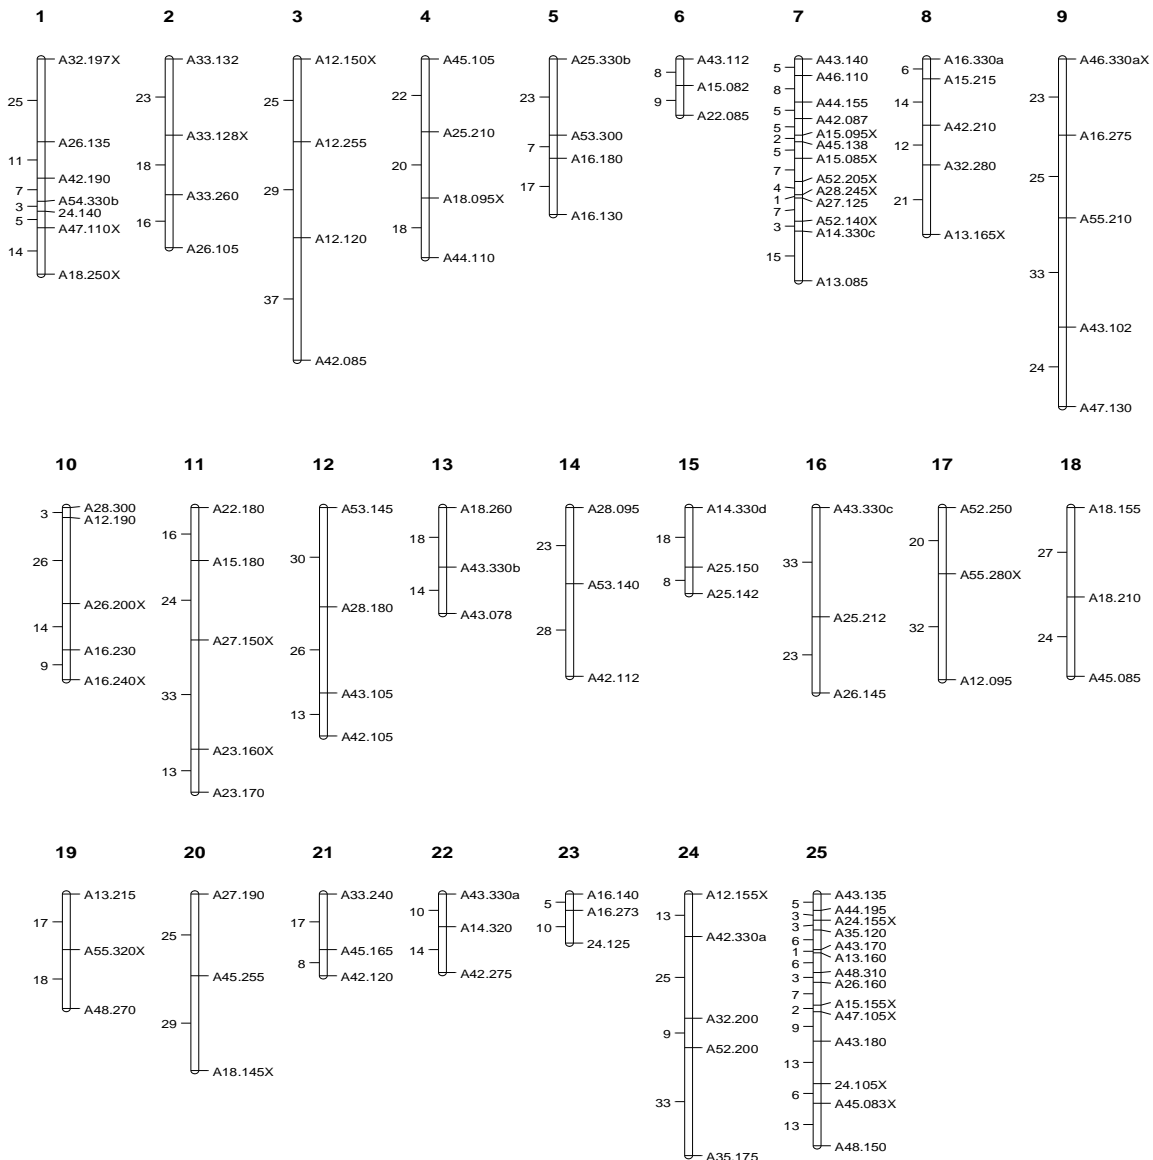 1 2 3 4 5 6 7 8 9
A32.197X
25
A26.135
11
A42.190
7
A54.330b
3
24.140
5
A47.110X
14
A18.250X
A33.132
23
A33.128X
18
A33.260
16
A26.105
A12.150X
25
A12.255
29
A12.120
37
A42.085
A45.105
22
A25.210
20
A18.095X
18
A44.110
A25.330b
23
A53.300
7
A16.180
17
A16.130
A43.112
8
A15.082
9
A22.085
A43.140
5
A46.110
8
A44.155
5
A42.087
5
A15.095X
2
A45.138
5
A15.085X
7
A52.205X
4
A28.245X
1
A27.125
7
A52.140X
3
A14.330c
15
A13.085
A16.330a
6
A15.215
14
A42.210
12
A32.280
21
A13.165X
A46.330aX
23
A16.275
25
A55.210
33
A43.102
24
A47.130
10 11 12 13 14 15 16 17 18
A28.300
3
A12.190
26
A26.200X
14
A16.230
9
A16.240X
A22.180
16
A15.180
24
A27.150X
33
A23.160X
13
A23.170
A53.145
30
A28.180
26
A43.105
13
A42.105
A18.260
18
A43.330b
14
A43.078
A28.095
23
A53.140
28
A42.112
A14.330d
18
A25.150
8
A25.142
A43.330c
33
A25.212
23
A26.145
A52.250
20
A55.280X
32
A12.095
A18.155
27
A18.210
24
A45.085
19 20 21 22 23 24 25
A13.215
17
A55.320X
18
A48.270
A27.190
25
A45.255
29
A18.145X
A33.240
17
A45.165
8
A42.120
A43.330a
10
A14.320
14
A42.275
A16.140
5
A16.273
10
24.125
A12.155X
13
A42.330a
25
A32.200
9
A52.200
33
A35.175
A43.135
5
A44.195
3
A24.155X
3
A35.120
6
A43.170
1
A13.160
6
A48.310
3
A26.160
7
A15.155X
2
A47.105X
9
A43.180
13
24.105X
6
A45.083X
13
A48.150